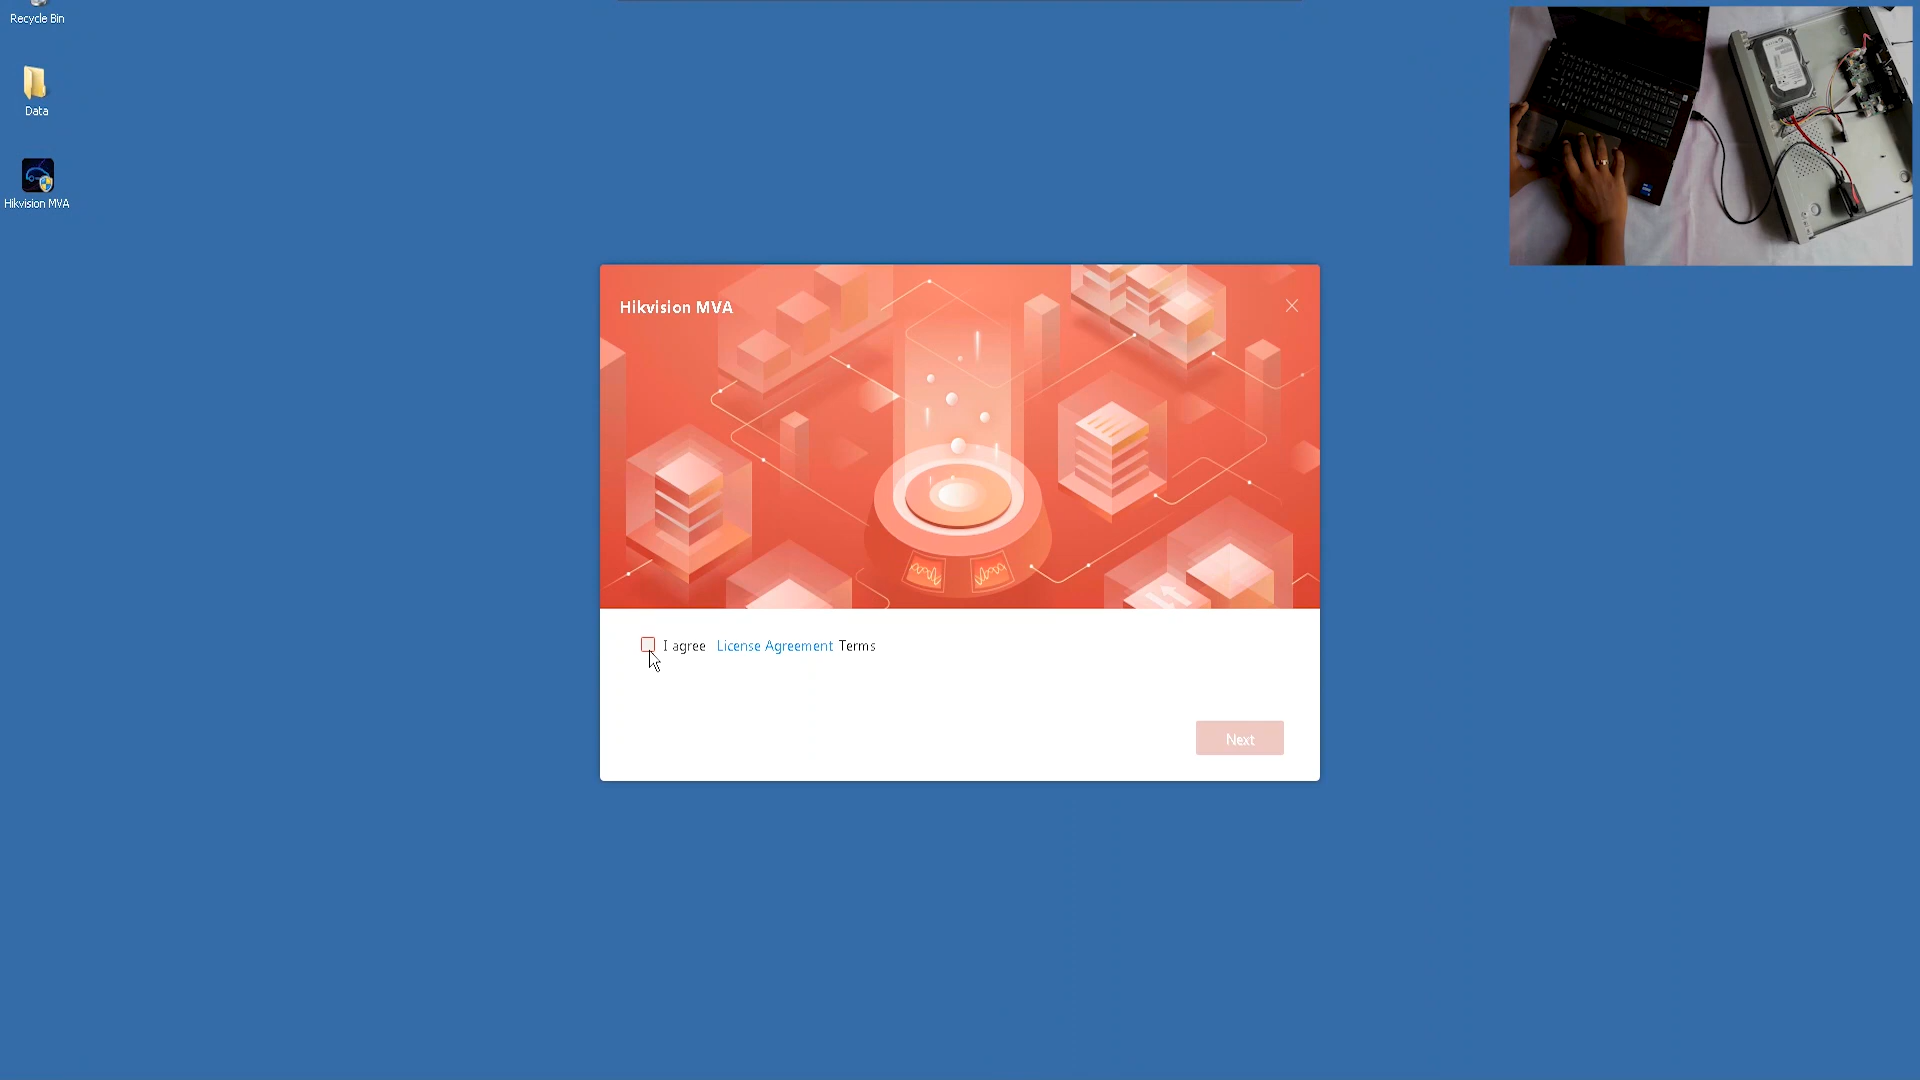 Recycle Bin
Data
Hikvision MVA
Hikvision MVA
I agree License Agreement Terms
Next